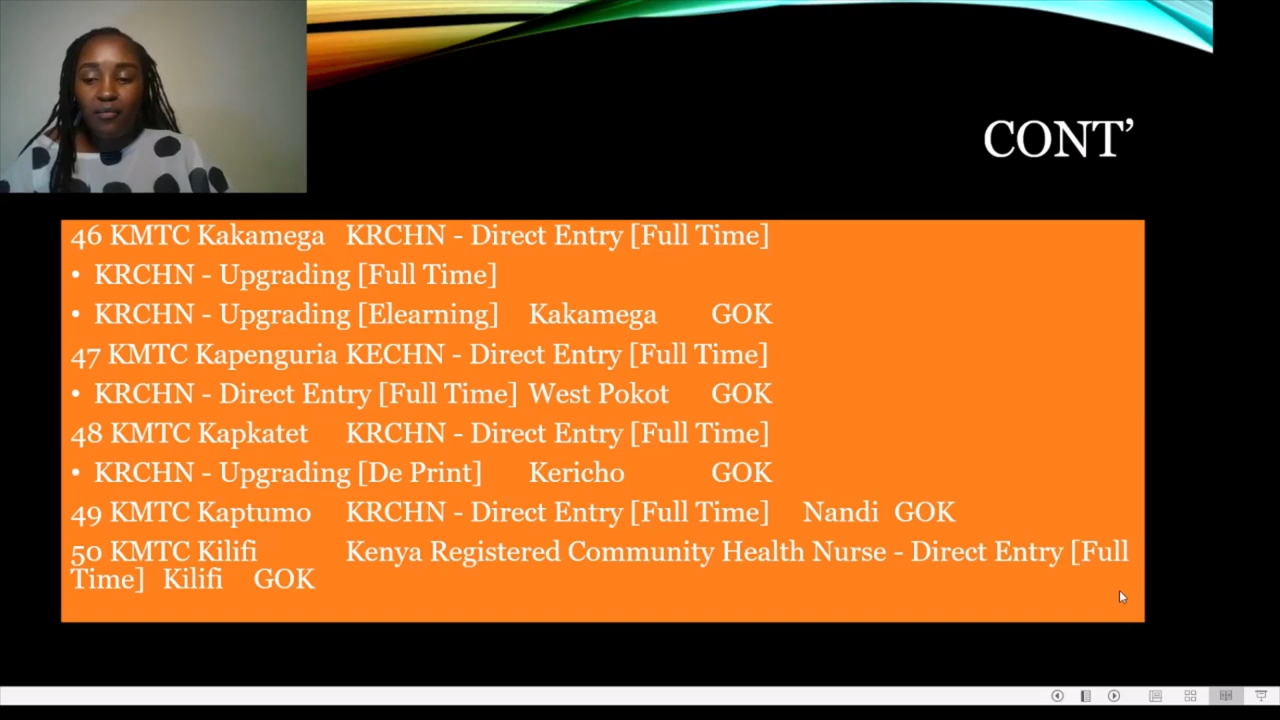 CONT’
46 KMTC Kakamega KRCHN - Direct Entry [Full Time]
• KRCHN - Upgrading [Full Time]
• KRCHN - Upgrading [Elearning] Kakamega GOK
47 KMTC Kapenguria KECHN - Direct Entry [Full Time]
• KRCHN - Direct Entry [Full Time] West Pokot GOK
48 KMTC Kapkatet KRCHN - Direct Entry [Full Time]
• KRCHN - Upgrading [De Print] Kericho GOK
49 KMTC Kaptumo KRCHN - Direct Entry [Full Time] Nandi GOK
50 KMTC Kilifi Kenya Registered Community Health Nurse - Direct Entry [Full
Time] Kilifi GOK